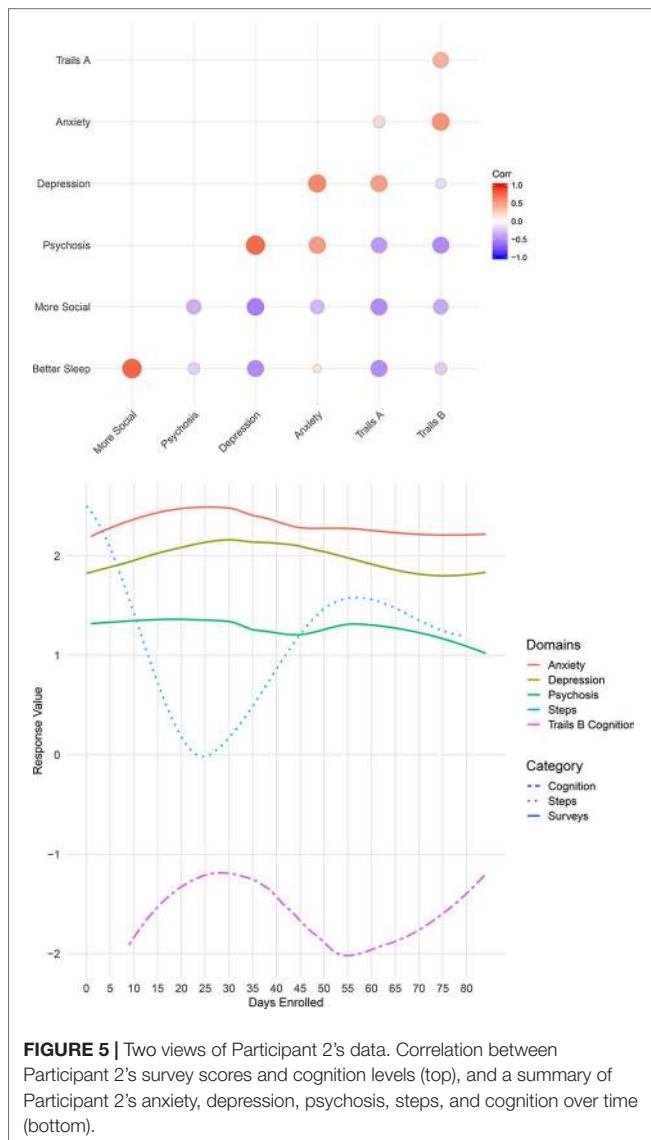 Trails A
Anxiety
Depression
Psychosis
More Social
Better Sleep
More Social
Psychosis
Depression
Anxiety
Trails A
Trails B
Corr
1.0
0.5
0.0
−0.5
−1.0
2
1
0
−1
−2
Response Value
0 5 10 15 20 25 30 35 40 45 50 55 60 65 70 75 80
Days Enrolled
Domains
Anxiety
Depression
Psychosis
Steps
Trails B Cognition
Category
Cognition
Steps
Surveys
FIGURE 5 | Two views of Participant 2's data. Correlation between
Participant 2's survey scores and cognition levels (top), and a summary of
Participant 2's anxiety, depression, psychosis, steps, and cognition over time
(bottom).